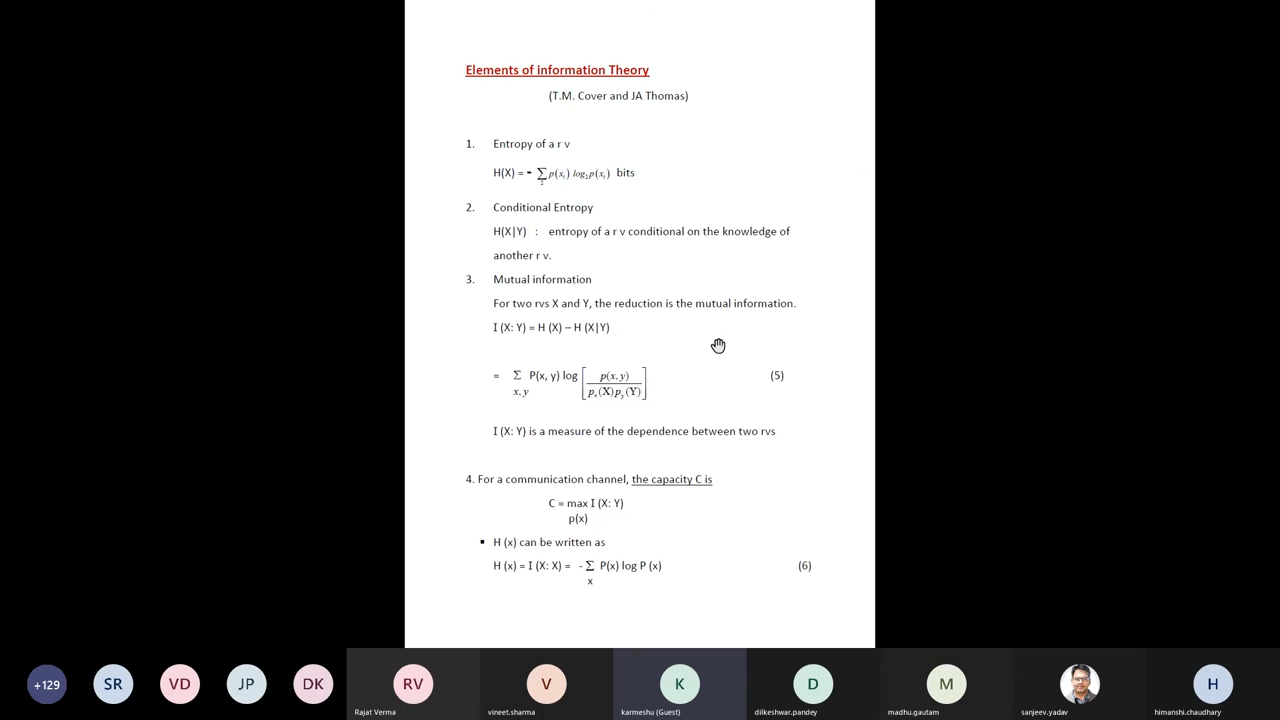 Elements of information Theory
(T.M. Cover and JA Thomas)
1. Entropy of a r v
H(X) = - ∑ p(xᵢ) log₂p(xᵢ) bits
2
2. Conditional Entropy
H(X|Y) : entropy of a r v conditional on the knowledge of
another r v.
3. Mutual information
For two rvs X and Y, the reduction is the mutual information.
I (X: Y) = H (X) – H (X|Y)
= Σ P(x, y) log [ p(x, y) / pₓ(X)pᵧ(Y) ] (5)
x, y
I (X: Y) is a measure of the dependence between two rvs
4. For a communication channel, the capacity C is
C = max I (X: Y)
p(x)
▪ H (x) can be written as
H (x) = I (X: X) = - Σ P(x) log P (x) (6)
x
+129 SR VD JP DK RV V K D M H
Rajat Verma vineet.sharma karmeshu (Guest) dilkeshwar.pandey madhu.gautam sanjeev.yadav himanshi.chaudhary